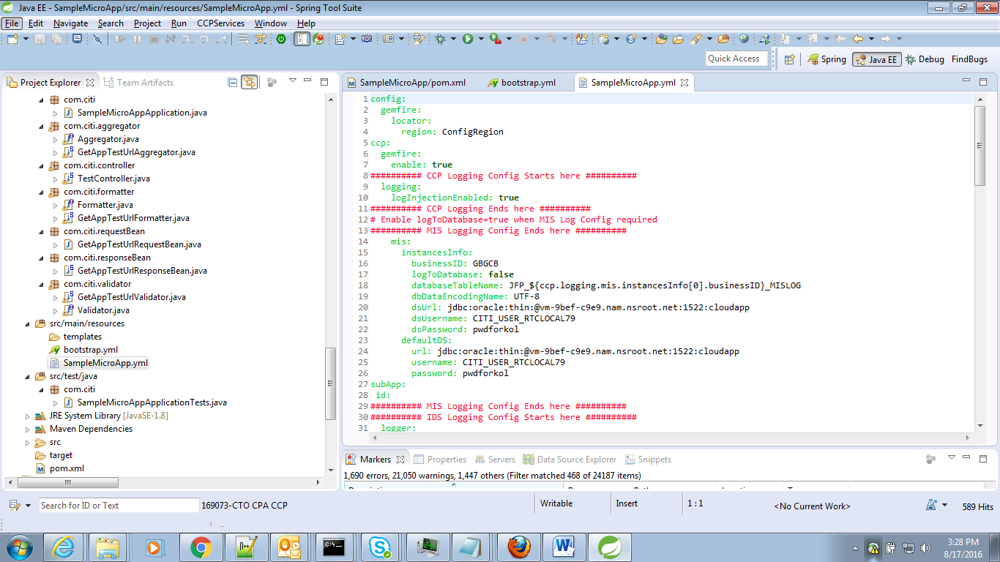 Java EE - SampleMicroApp/src/main/resources/SampleMicroApp.yml - Spring Tool Suite
File Edit Navigate Search Project Run CCPServices Window Help
Quick Access
Spring Java EE Debug FindBugs
Project Explorer Team Artifacts
com.citi
SampleMicroAppApplication.java
com.citi.aggregator
Aggregator.java
GetAppTestUrlAggregator.java
com.citi.controller
TestController.java
com.citi.formatter
Formatter.java
GetAppTestUrlFormatter.java
com.citi.requestBean
GetAppTestUrlRequestBean.java
com.citi.responseBean
GetAppTestUrlResponseBean.java
com.citi.validator
GetAppTestUrlValidator.java
Validator.java
src/main/resources
templates
bootstrap.yml
SampleMicroApp.yml
src/test/java
com.citi
SampleMicroAppApplicationTests.java
JRE System Library [JavaSE-1.8]
Maven Dependencies
src
target
pom.xml
SampleMicroApp/pom.xml bootstrap.yml SampleMicroApp.yml
1 config:
2 gemfire:
3 locator:
4 region: ConfigRegion
5 ccp:
6 gemfire:
7 enable: true
8 ########## CCP Logging Config Starts here ##########
9 logging:
10 logInjectionEnabled: true
11 ########## CCP Logging Ends here ##########
12 # Enable logToDatabase=true when MIS Log Config required
13 ########## MIS Logging Config Ends here ##########
14 mis:
15 instancesInfo:
16 businessID: GBGCB
17 logToDatabase: false
18 databaseTableName: JFP_${ccp.logging.mis.instancesInfo[0].businessID}_MISLOG
19 dbDataEncodingName: UTF-8
20 dsUrl: jdbc:oracle:thin:@vm-9bef-c9e9.nam.nsroot.net:1522:cloudapp
21 dsUsername: CITI_USER_RTCLOCAL79
22 dsPassword: pwdforkol
23 defaultDS:
24 url: jdbc:oracle:thin:@vm-9bef-c9e9.nam.nsroot.net:1522:cloudapp
25 username: CITI_USER_RTCLOCAL79
26 password: pwdforkol
27 subApp:
28 id:
29 ########## MIS Logging Config Ends here ##########
30 ########## IDS Logging Config Starts here ##########
31 logger:
Markers Properties Servers Data Source Explorer Snippets
1,690 errors, 21,050 warnings, 1,447 others (Filter matched 468 of 24187 items)
Search for ID or Text 169073-CTO CPA CCP Writable Insert 1 : 1 <No Current Work> 589 Hits
3:28 PM
8/17/2016